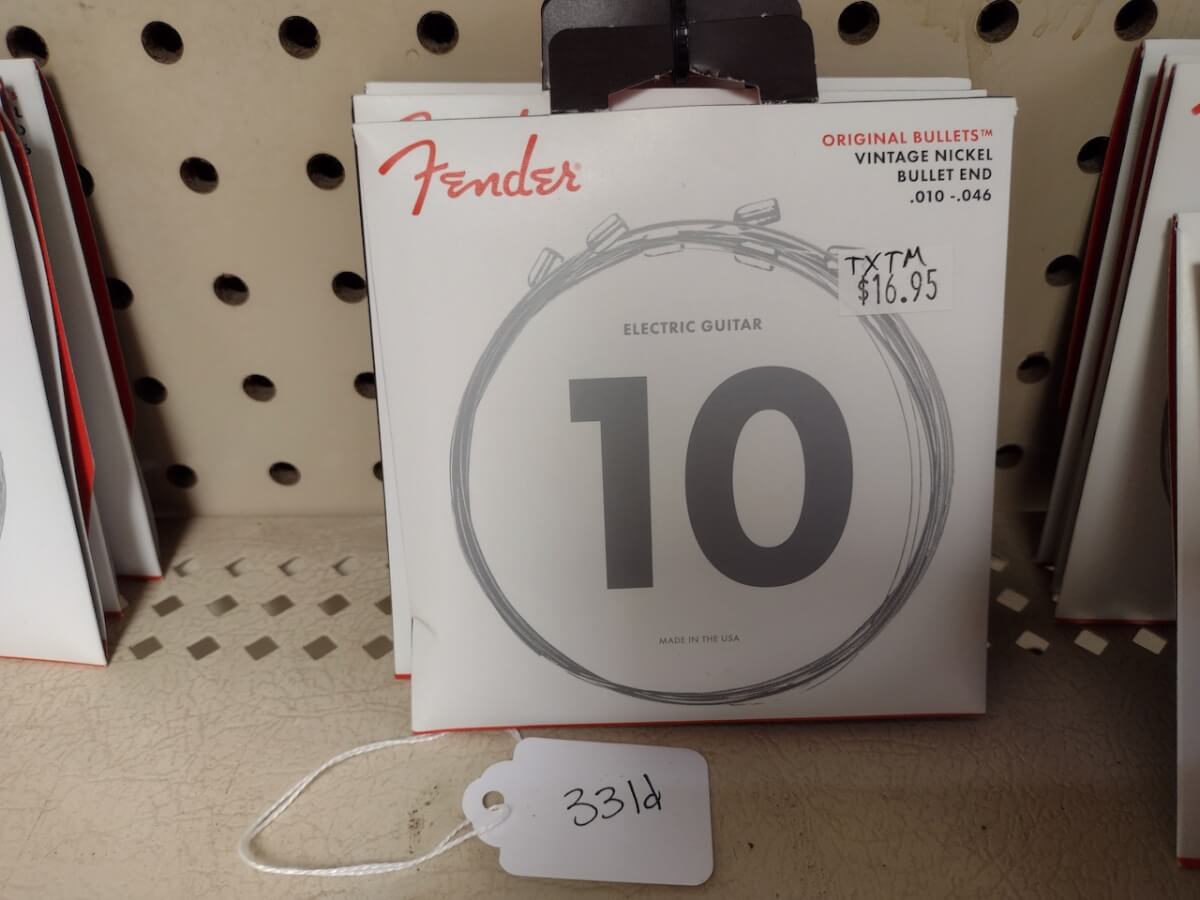 Fender
ORIGINAL BULLETS™
VINTAGE NICKEL
BULLET END
.010 -.046
TXTM
$16.95
ELECTRIC GUITAR
10
MADE IN THE USA
331d